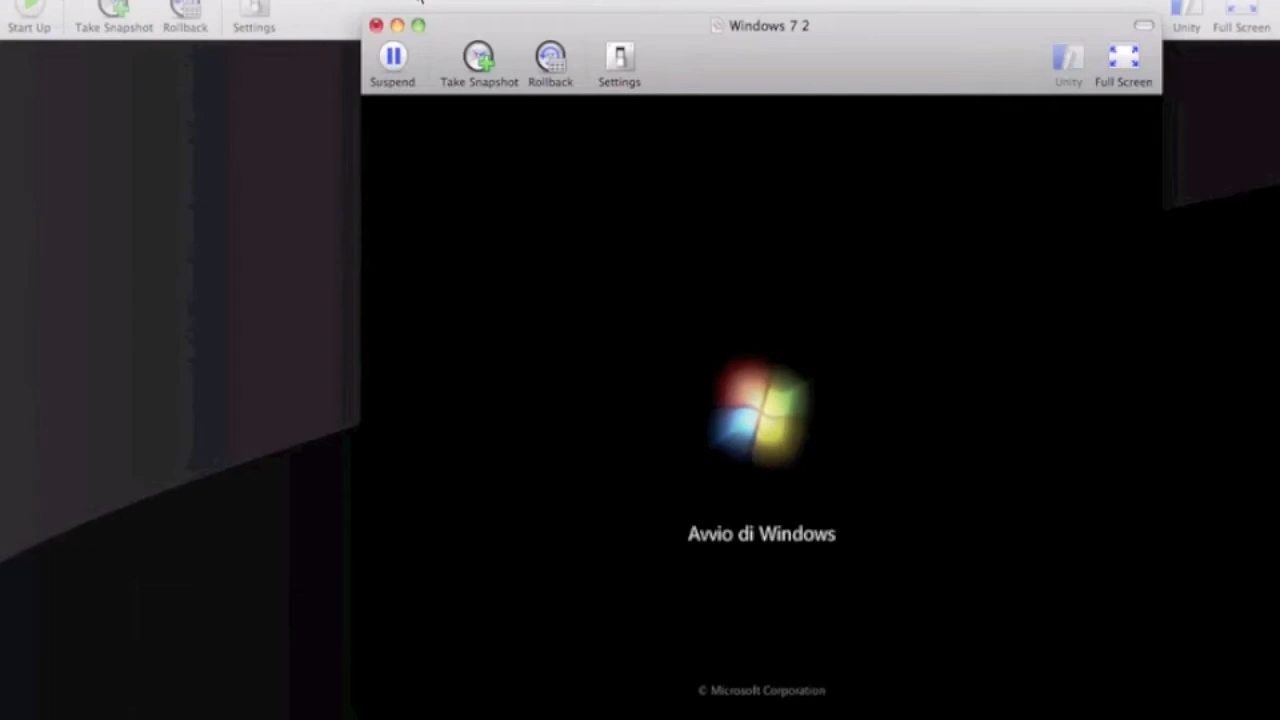 Start Up Take Snapshot Rollback Settings
Windows 7 2
Unity Full Screen
Suspend Take Snapshot Rollback Settings Unity Full Screen
Avvio di Windows
© Microsoft Corporation